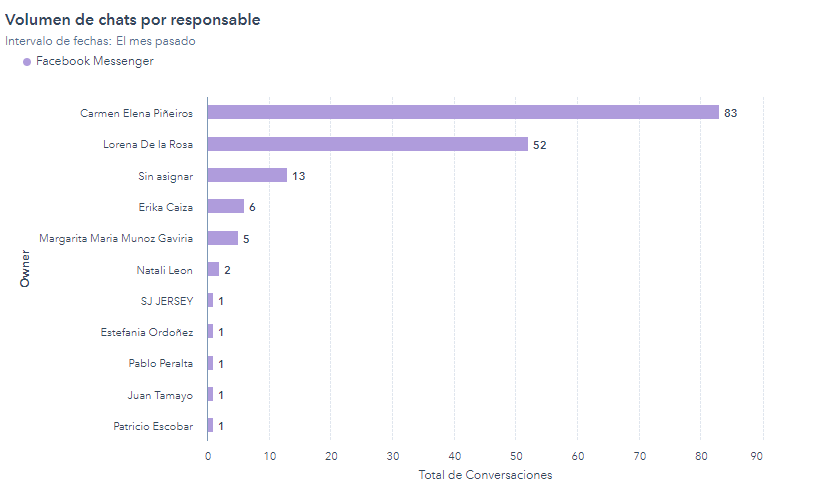 Volumen de chats por responsable
Intervalo de fechas: El mes pasado
Facebook Messenger
Owner
Carmen Elena Piñeiros 83
Lorena De la Rosa 52
Sin asignar 13
Erika Caiza 6
Margarita Maria Munoz Gaviria 5
Natali Leon 2
SJ JERSEY 1
Estefania Ordoñez 1
Pablo Peralta 1
Juan Tamayo 1
Patricio Escobar 1
0 10 20 30 40 50 60 70 80 90
Total de Conversaciones